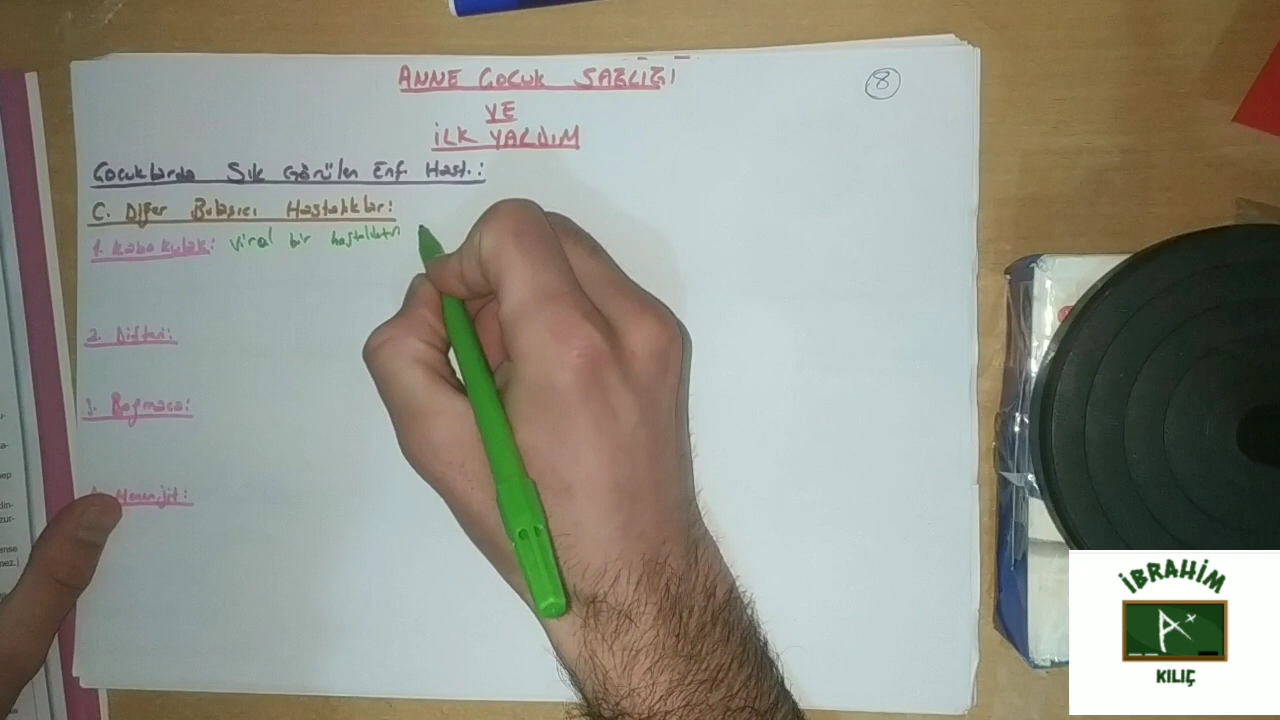 ANNE ÇOCUK SAĞLIĞI
8
VE
İLK YARDIM
Çocuklarda Sık Görülen Enf. Hast.:
C. Diğer Bulaşıcı Hastalıklar:
1. Kabakulak: viral bir hastalıktır
2. Difteri:
3. Boğmaca:
Menenjit:
İBRAHİM
A+
KILIÇ